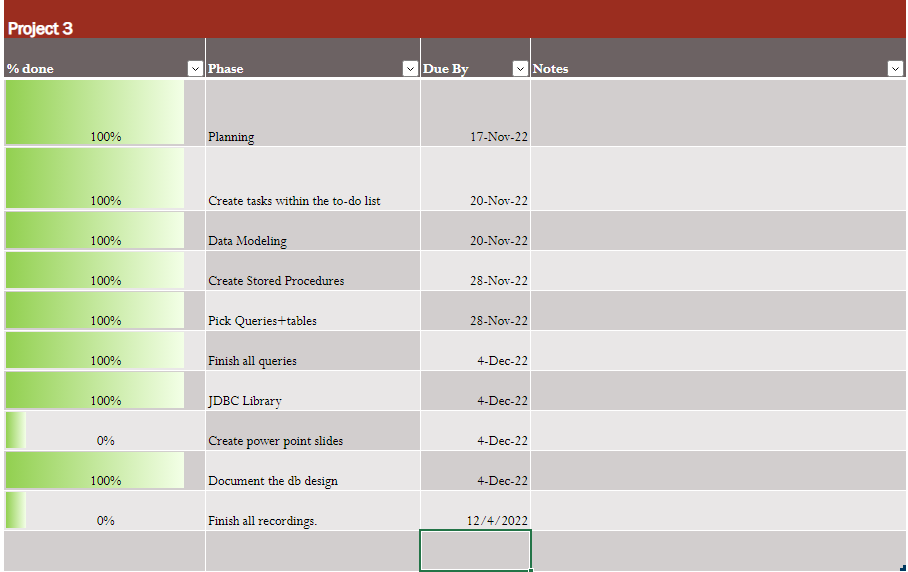 Project 3
% done Phase Due By Notes
100% Planning 17-Nov-22
100% Create tasks within the to-do list 20-Nov-22
100% Data Modeling 20-Nov-22
100% Create Stored Procedures 28-Nov-22
100% Pick Queries+tables 28-Nov-22
100% Finish all queries 4-Dec-22
100% JDBC Library 4-Dec-22
0% Create power point slides 4-Dec-22
100% Document the db design 4-Dec-22
0% Finish all recordings. 12/4/2022